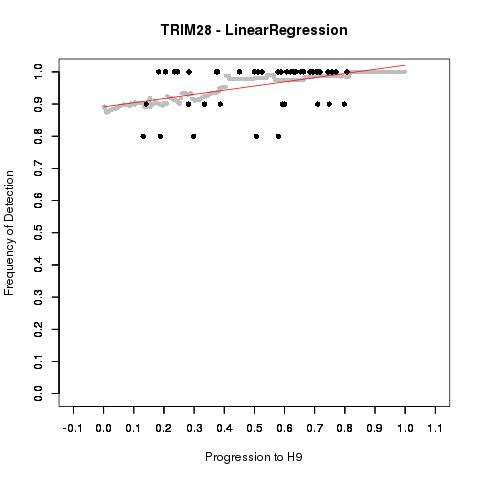 TRIM28 - LinearRegression
Frequency of Detection
1.0
0.9
0.8
0.7
0.6
0.5
0.4
0.3
0.2
0.1
0.0
-0.1 0.0 0.1 0.2 0.3 0.4 0.5 0.6 0.7 0.8 0.9 1.0 1.1
Progression to H9